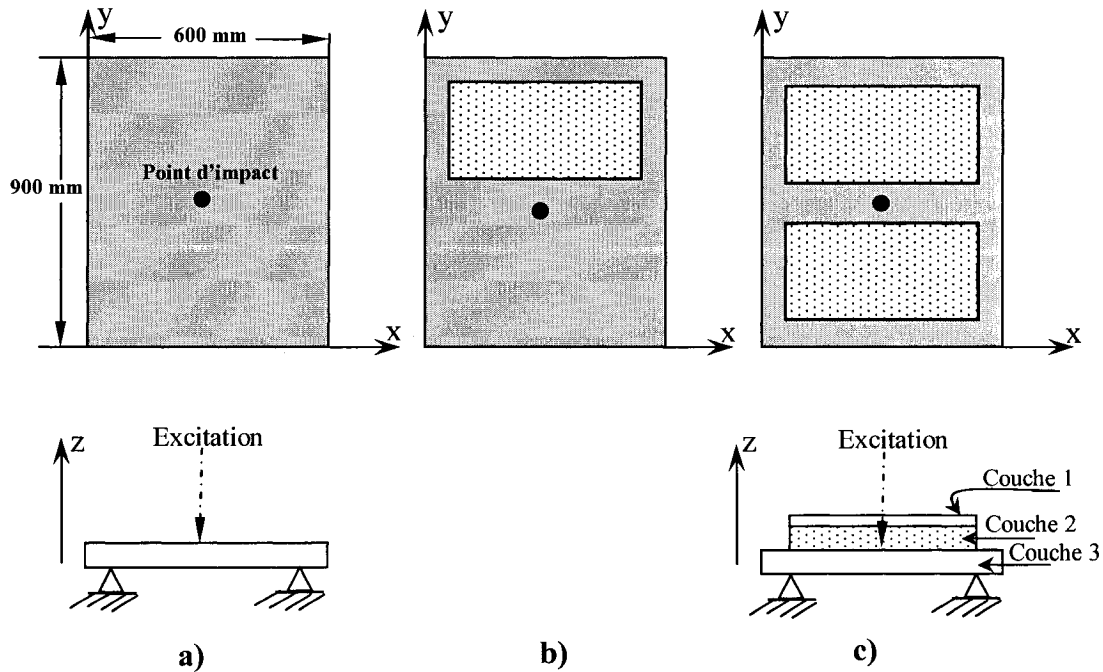 y
600 mm
900 mm
Point d'impact
x
y
x
y
x
z
Excitation
z
Excitation
Couche 1
Couche 2
Couche 3
a)
b)
c)